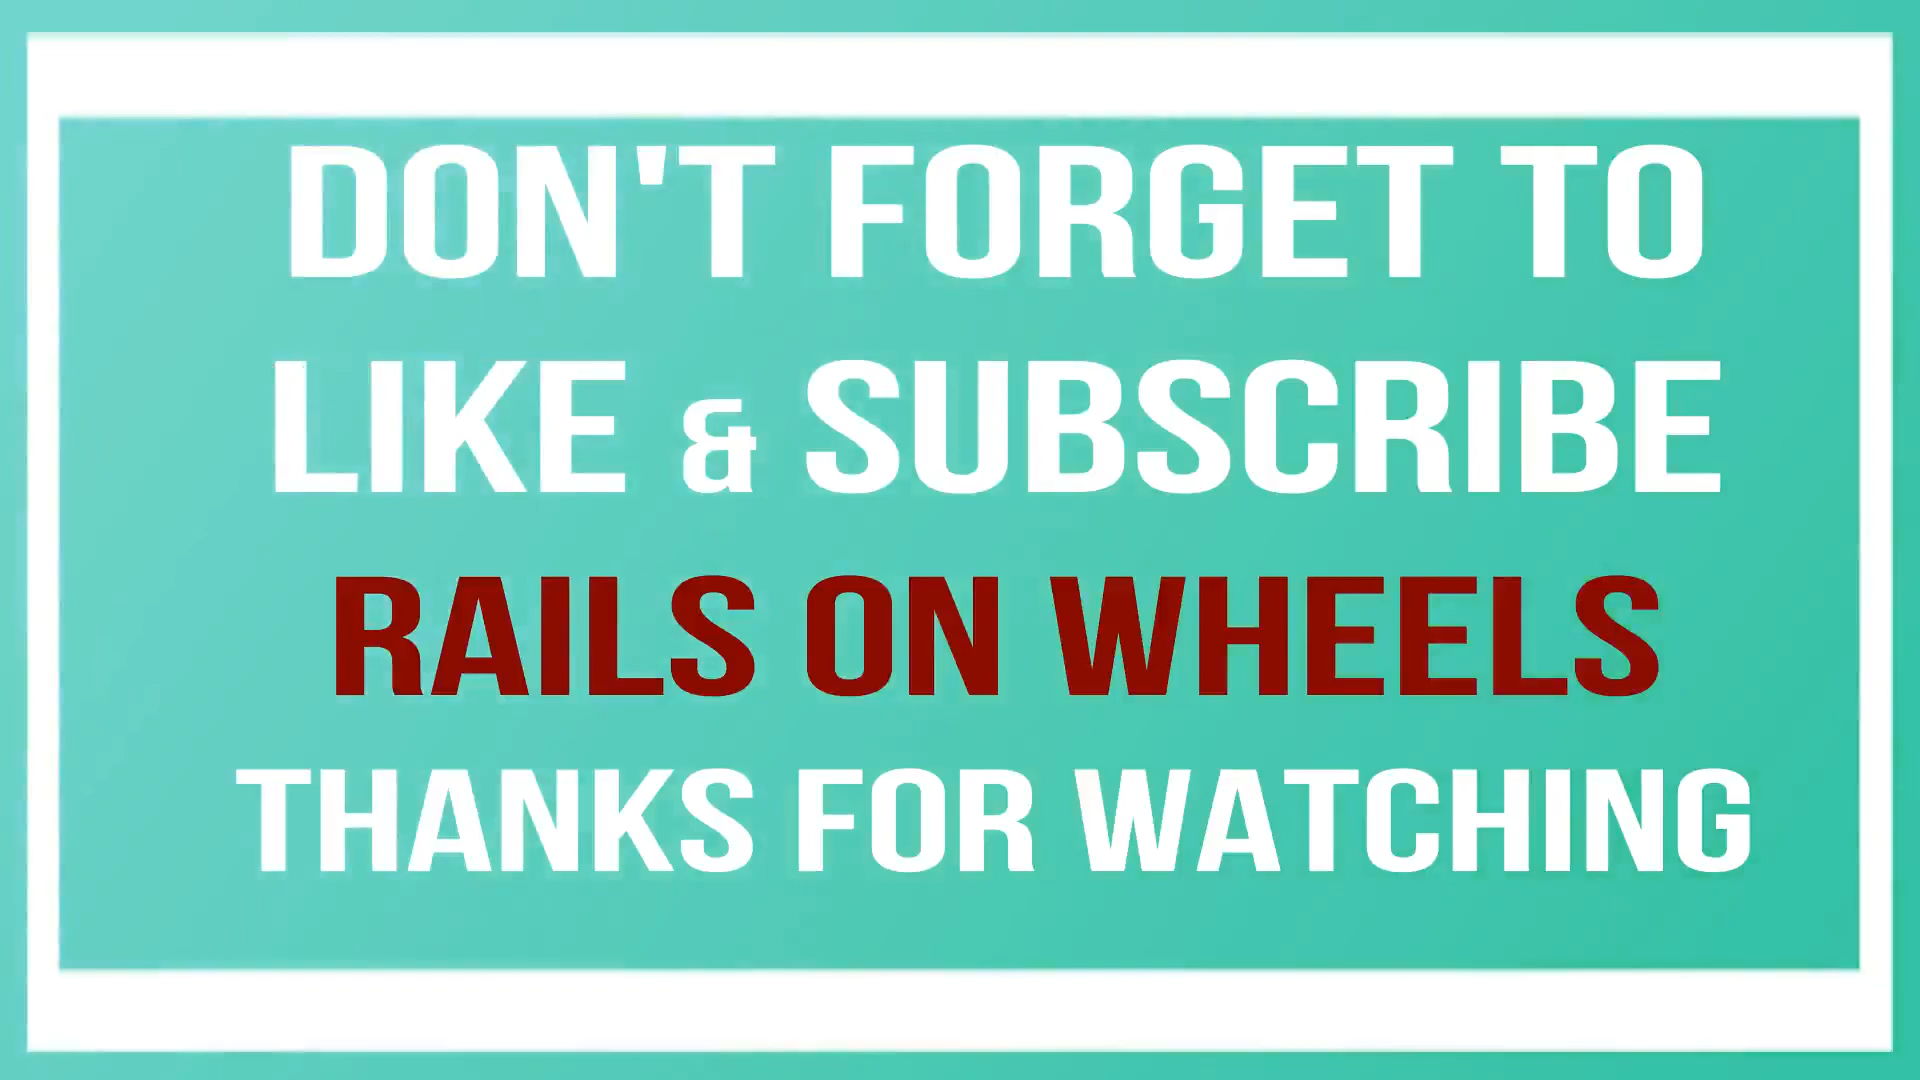 DON'T FORGET TO
LIKE & SUBSCRIBE
RAILS ON WHEELS
THANKS FOR WATCHING